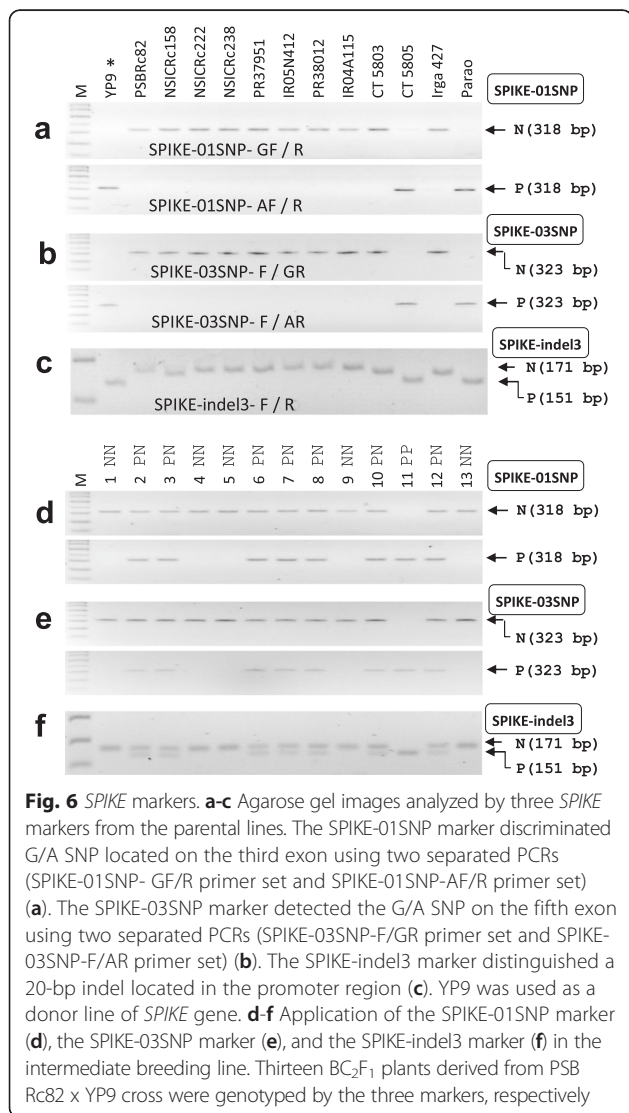 M
YP9 *
PSBRc82
NSICRc158
NSICRc222
NSICRc238
PR37951
IR05N412
PR38012
IR04A115
CT 5803
CT 5805
Irga 427
Parao
SPIKE-01SNP
a
N(318 bp)
SPIKE-01SNP- GF / R
P(318 bp)
SPIKE-01SNP- AF / R
SPIKE-03SNP
b
SPIKE-03SNP- F / GR
N(323 bp)
P(323 bp)
SPIKE-03SNP- F / AR
SPIKE-indel3
c
N(171 bp)
P(151 bp)
SPIKE-indel3- F / R
M
1 NN
2 PN
3 PN
4 NN
5 NN
6 PN
7 PN
8 PN
9 NN
10 PN
11 PP
12 PN
13 NN
SPIKE-01SNP
d
N(318 bp)
P(318 bp)
SPIKE-03SNP
e
N(323 bp)
P(323 bp)
SPIKE-indel3
f
N(171 bp)
P(151 bp)
Fig. 6 SPIKE markers. a-c Agarose gel images analyzed by three SPIKE
markers from the parental lines. The SPIKE-01SNP marker discriminated
G/A SNP located on the third exon using two separated PCRs
(SPIKE-01SNP- GF/R primer set and SPIKE-01SNP-AF/R primer set)
(a). The SPIKE-03SNP marker detected the G/A SNP on the fifth exon
using two separated PCRs (SPIKE-03SNP-F/GR primer set and SPIKE-
03SNP-F/AR primer set) (b). The SPIKE-indel3 marker distinguished a
20-bp indel located in the promoter region (c). YP9 was used as a
donor line of SPIKE gene. d-f Application of the SPIKE-01SNP marker
(d), the SPIKE-03SNP marker (e), and the SPIKE-indel3 marker (f) in the
intermediate breeding line. Thirteen BC2F1 plants derived from PSB
Rc82 x YP9 cross were genotyped by the three markers, respectively